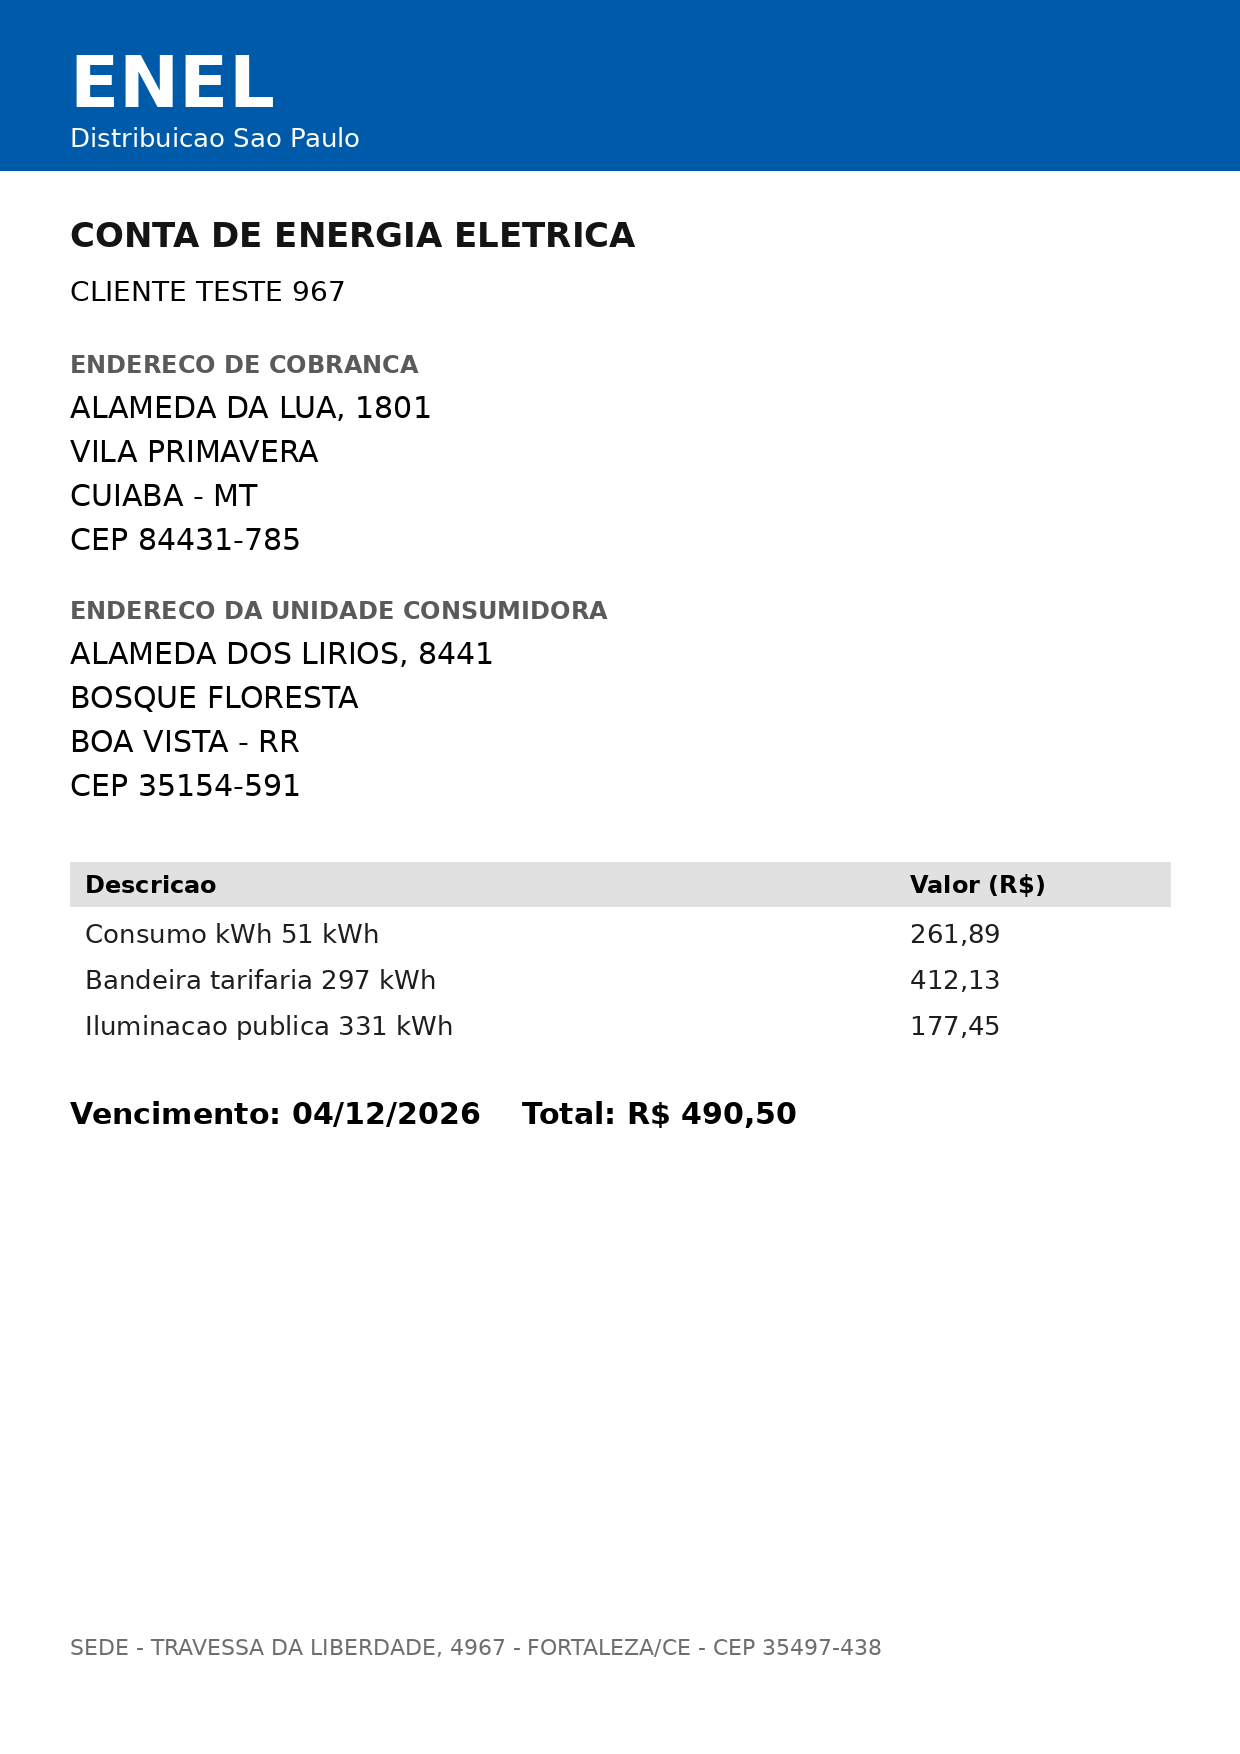 ENEL
Distribuicao Sao Paulo
CONTA DE ENERGIA ELETRICA
CLIENTE TESTE 967
ENDERECO DE COBRANCA
ALAMEDA DA LUA, 1801
VILA PRIMAVERA
CUIABA - MT
CEP 84431-785
ENDERECO DA UNIDADE CONSUMIDORA
ALAMEDA DOS LIRIOS, 8441
BOSQUE FLORESTA
BOA VISTA - RR
CEP 35154-591
Descricao Valor (R$)
Consumo kWh 51 kWh 261,89
Bandeira tarifaria 297 kWh 412,13
Iluminacao publica 331 kWh 177,45
Vencimento: 04/12/2026 Total: R$ 490,50
SEDE - TRAVESSA DA LIBERDADE, 4967 - FORTALEZA/CE - CEP 35497-438